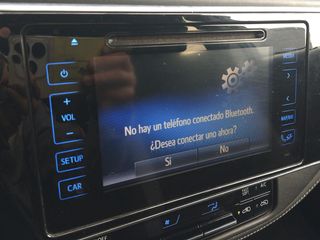 MENU
+
VOL
−
No hay un teléfono conectado Bluetooth.
¿Desea conectar uno ahora?
Sí
No
SETUP
CAR
A/C